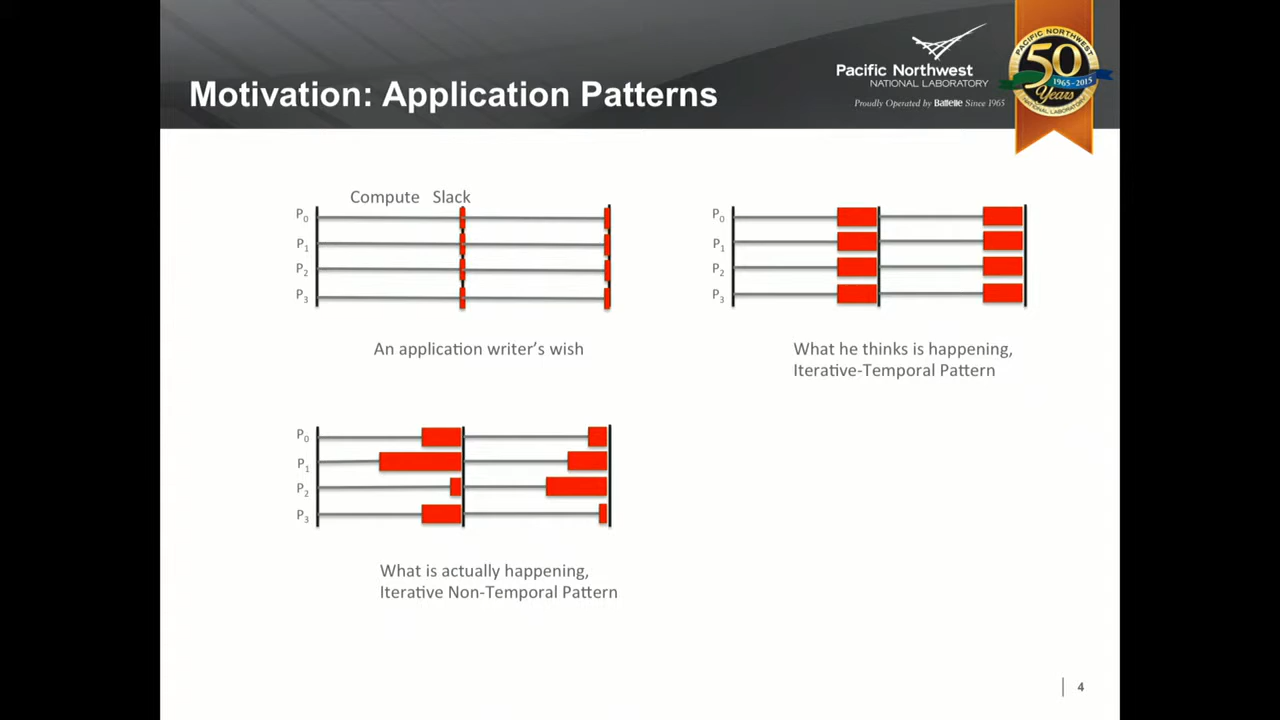 Motivation: Application Patterns
Pacific Northwest
NATIONAL LABORATORY
Proudly Operated by Battelle Since 1965
PACIFIC NORTHWEST
50
1965-2015
Years
NATIONAL LABORATORY
Compute Slack
P0
P1
P2
P3
An application writer’s wish
P0
P1
P2
P3
What he thinks is happening,
Iterative-Temporal Pattern
P0
P1
P2
P3
What is actually happening,
Iterative Non-Temporal Pattern
4